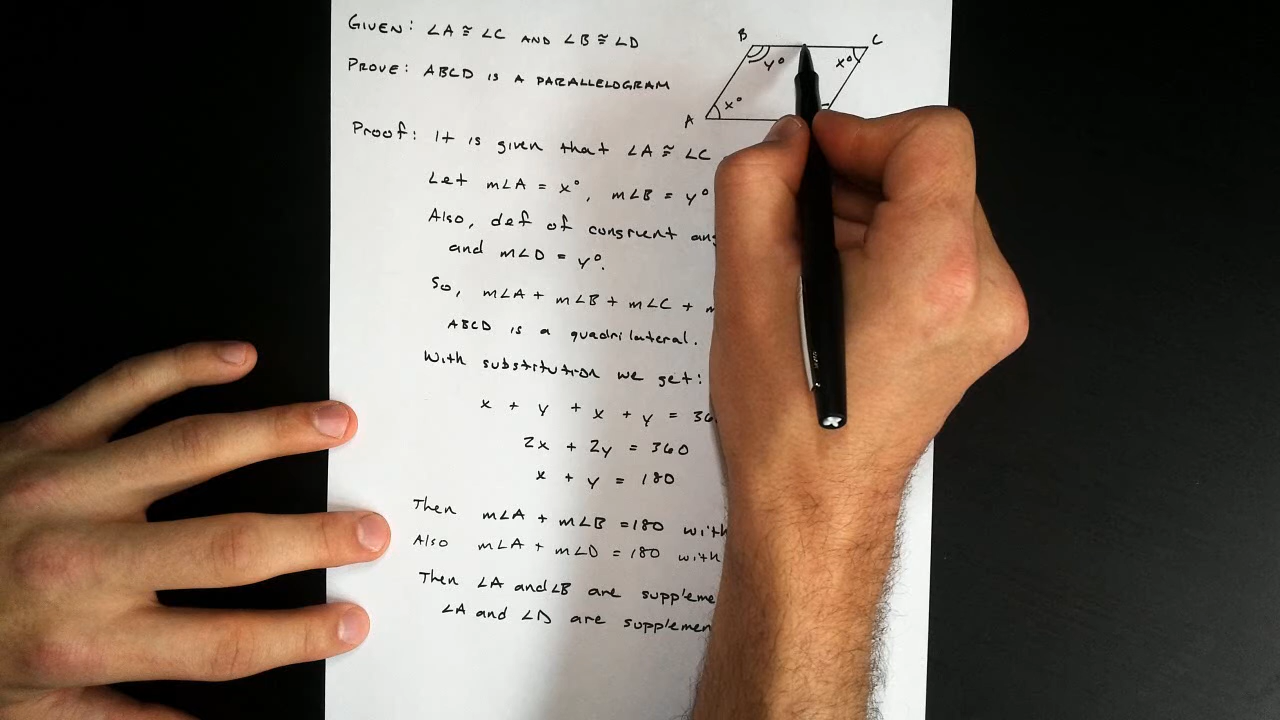 GIVEN: ∠A ≅ ∠C AND ∠B ≅ ∠D
PROVE: ABCD IS A PARALLELOGRAM
B
C
y°
x°
x°
A
Proof: It is given that ∠A ≅ ∠C
Let m∠A = x°, m∠B = y°
Also, def of congruent
and m∠D = y°.
So, m∠A + m∠B + m∠C +
ABCD is a quadrilateral.
With substitution we get:
x + y + x + y =
2x + 2y = 360
x + y = 180
Then m∠A + m∠B = 180 with
Also m∠A + m∠D = 180 with
Then ∠A and ∠B are
∠A and ∠D are